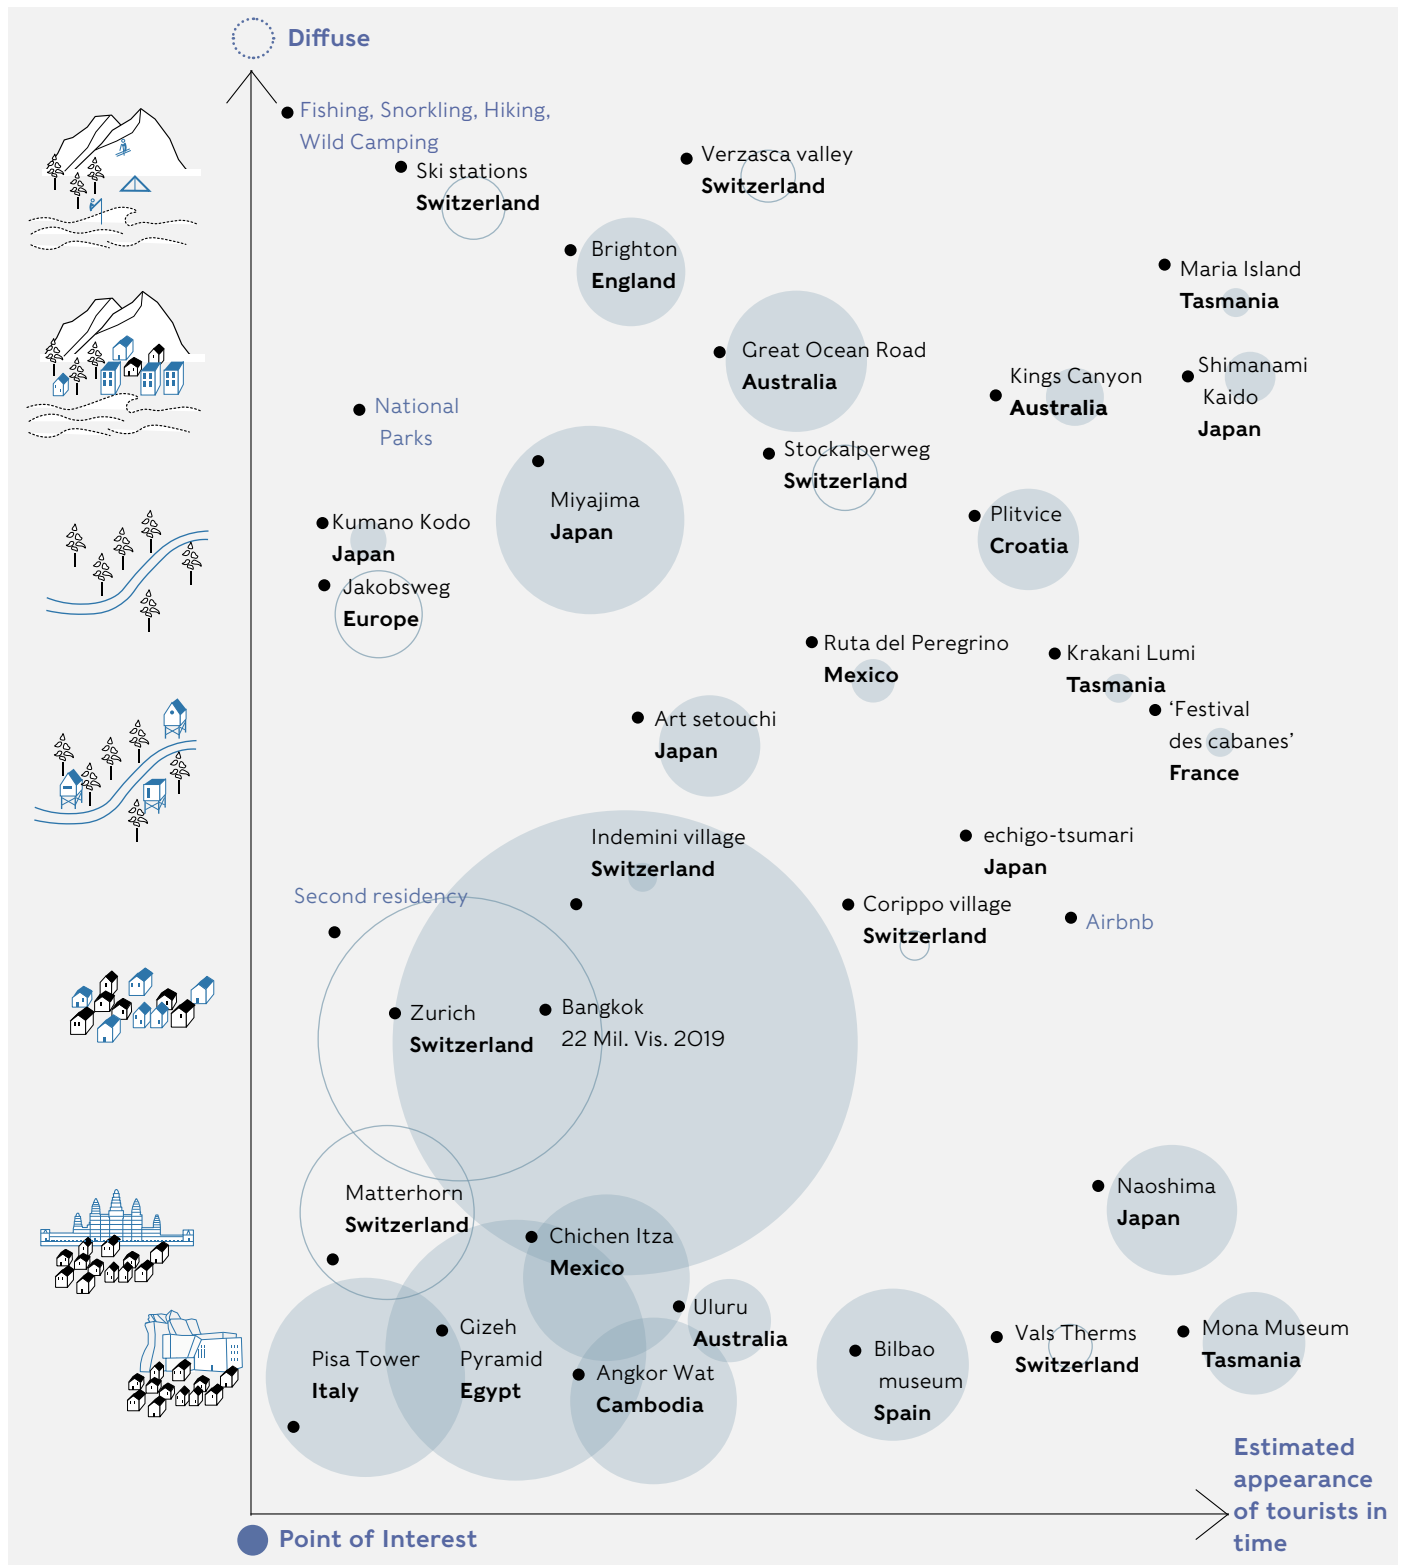 Diffuse
Fishing, Snorkling, Hiking,
Wild Camping
Ski stations
Switzerland
Verzasca valley
Switzerland
Brighton
England
Maria Island
Tasmania
Great Ocean Road
Australia
Kings Canyon
Australia
Shimanami
Kaido
Japan
National
Parks
Stockalperweg
Switzerland
Miyajima
Japan
Plitvice
Croatia
Kumano Kodo
Japan
Jakobsweg
Europe
Ruta del Peregrino
Mexico
Krakani Lumi
Tasmania
‘Festival
des cabanes’
France
Art setouchi
Japan
Indemini village
Switzerland
echigo-tsumari
Japan
Second residency
Corippo village
Switzerland
Airbnb
Zurich
Switzerland
Bangkok
22 Mil. Vis. 2019
Matterhorn
Switzerland
Naoshima
Japan
Chichen Itza
Mexico
Uluru
Australia
Gizeh
Pyramid
Egypt
Pisa Tower
Italy
Angkor Wat
Cambodia
Bilbao
museum
Spain
Vals Therms
Switzerland
Mona Museum
Tasmania
Estimated
appearance
of tourists in
time
Point of Interest